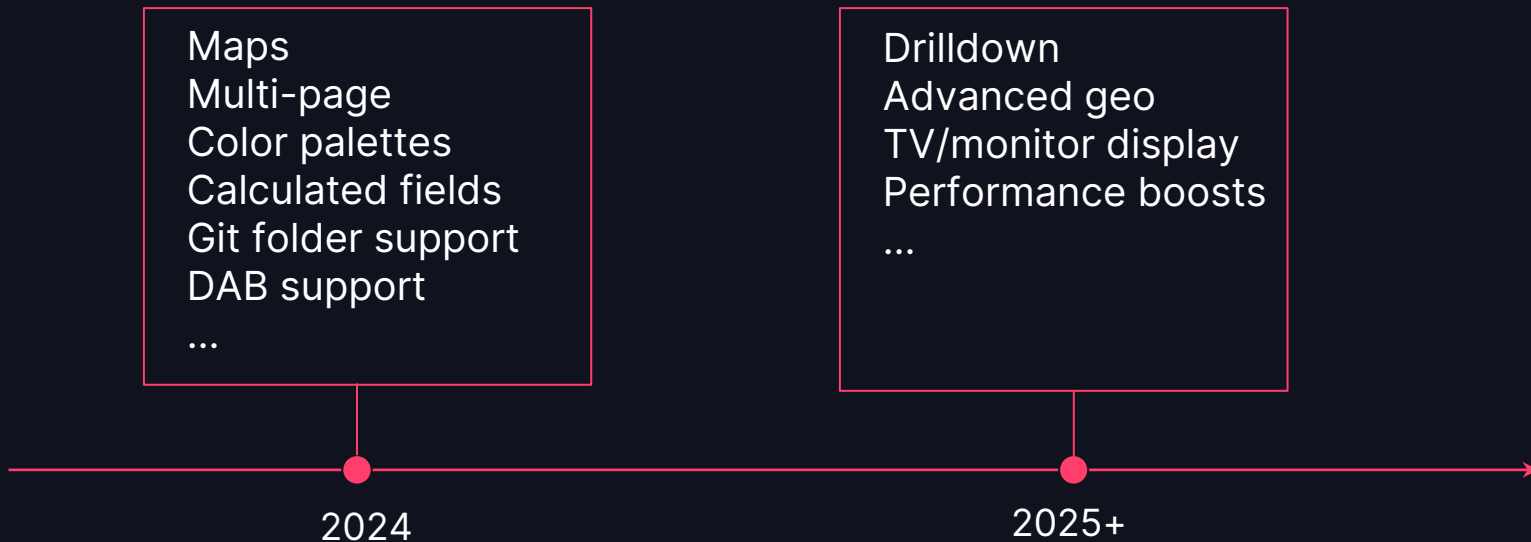 Maps
Multi-page
Color palettes
Calculated fields
Git folder support
DAB support
...
Drilldown
Advanced geo
TV/monitor display
Performance boosts
...
2024
2025+